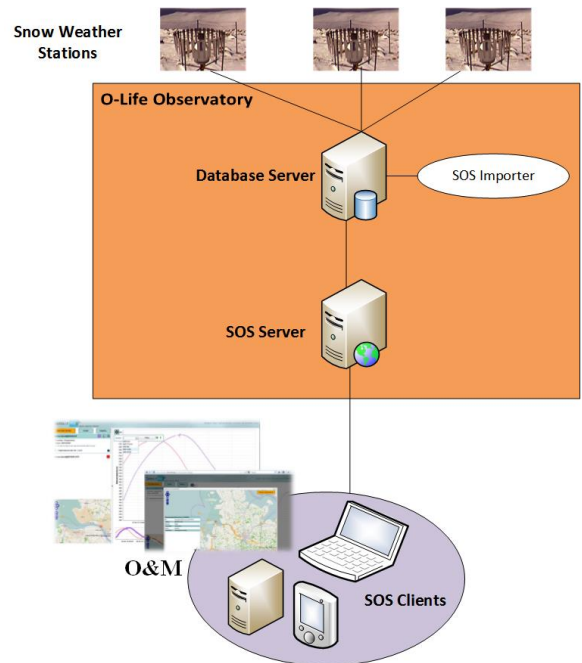 Snow Weather
Stations
O-Life Observatory
Database Server
SOS Importer
SOS Server
O&M
SOS Clients